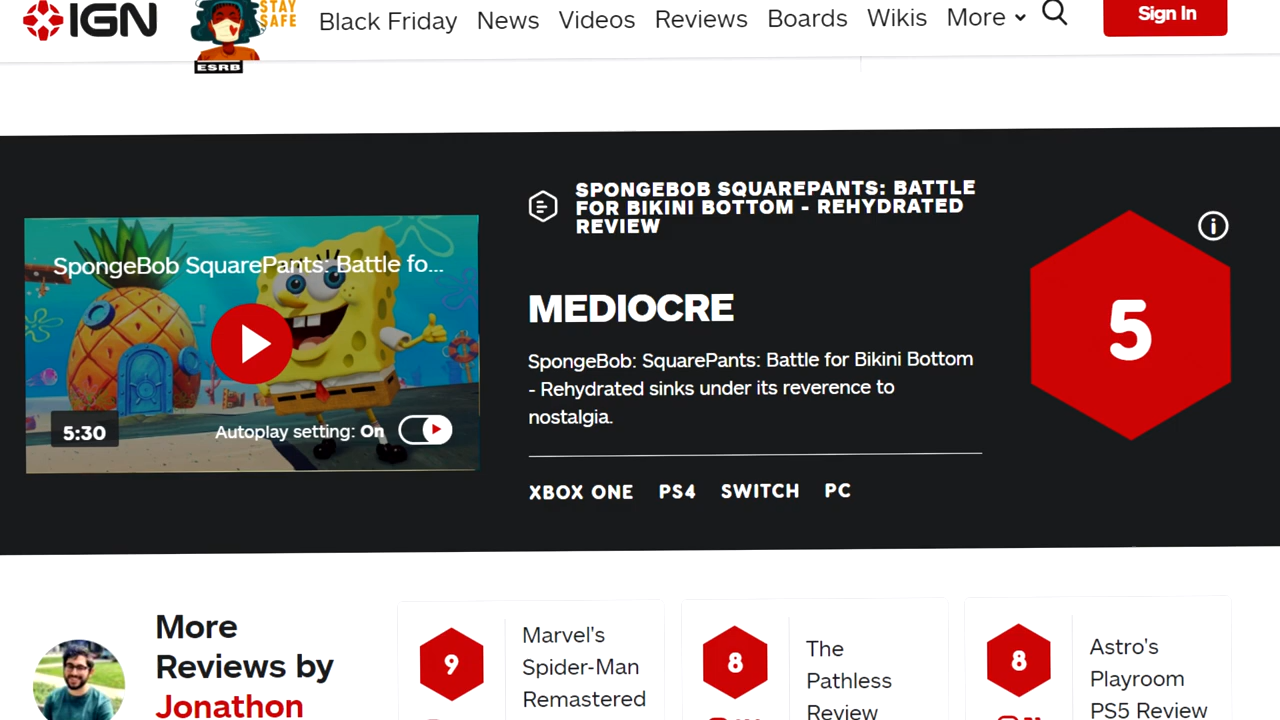 IGN
STAY
SAFE
ESRB
Black Friday News Videos Reviews Boards Wikis More
Sign In
SPONGEBOB SQUAREPANTS: BATTLE
FOR BIKINI BOTTOM - REHYDRATED
REVIEW
SpongeBob SquarePants: Battle fo...
5:30
Autoplay setting: On
MEDIOCRE
SpongeBob: SquarePants: Battle for Bikini Bottom
- Rehydrated sinks under its reverence to
nostalgia.
XBOX ONE PS4 SWITCH PC
5
More
Reviews by
Jonathon
9
Marvel's
Spider-Man
Remastered
8
The
Pathless
Review
8
Astro's
Playroom
PS5 Review